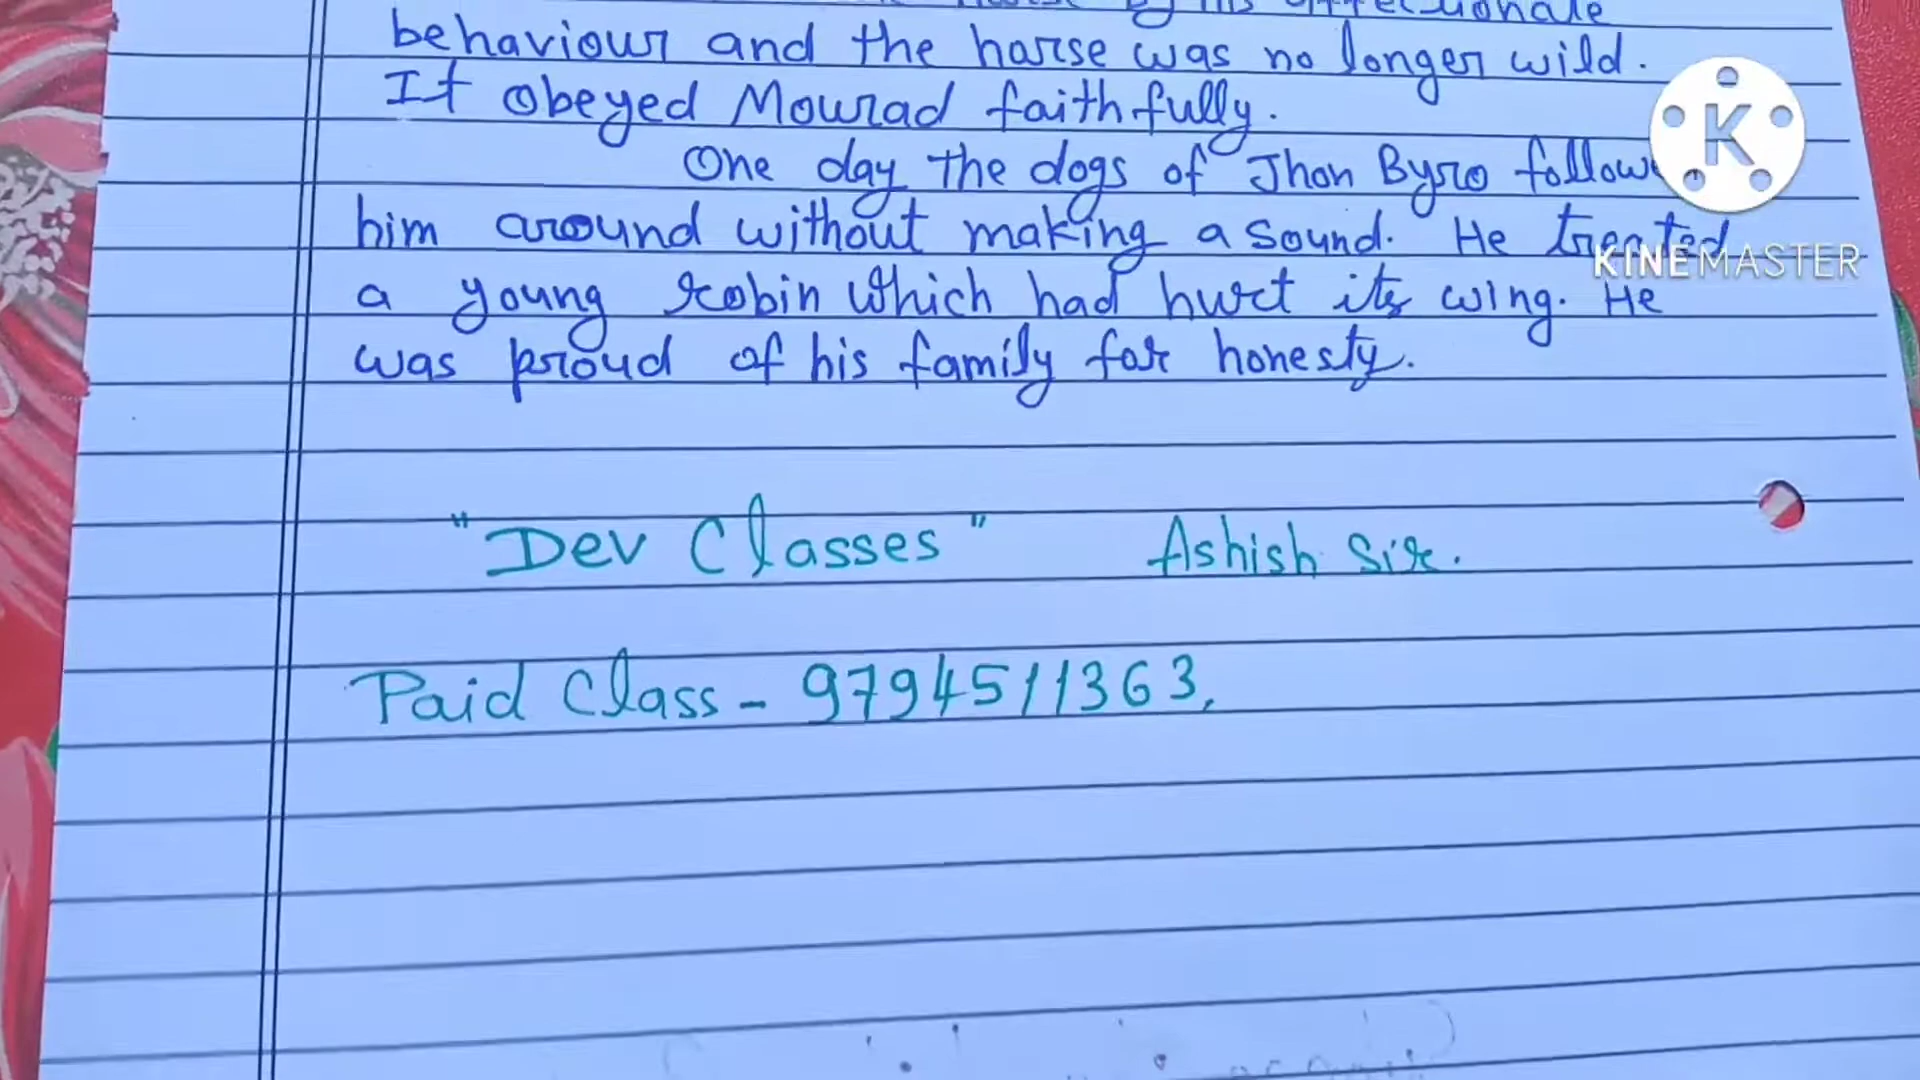 behaviour and the horse was no longer wild.
It obeyed Mourad faithfully.
One day the dogs of Jhon Byro
him around without making a sound. He treated
a young robin which had hurt its wing. He
was proud of his family for honesty.
"Dev Classes" Ashish Sir.
Paid Class - 9794511363,
K
KINEMASTER